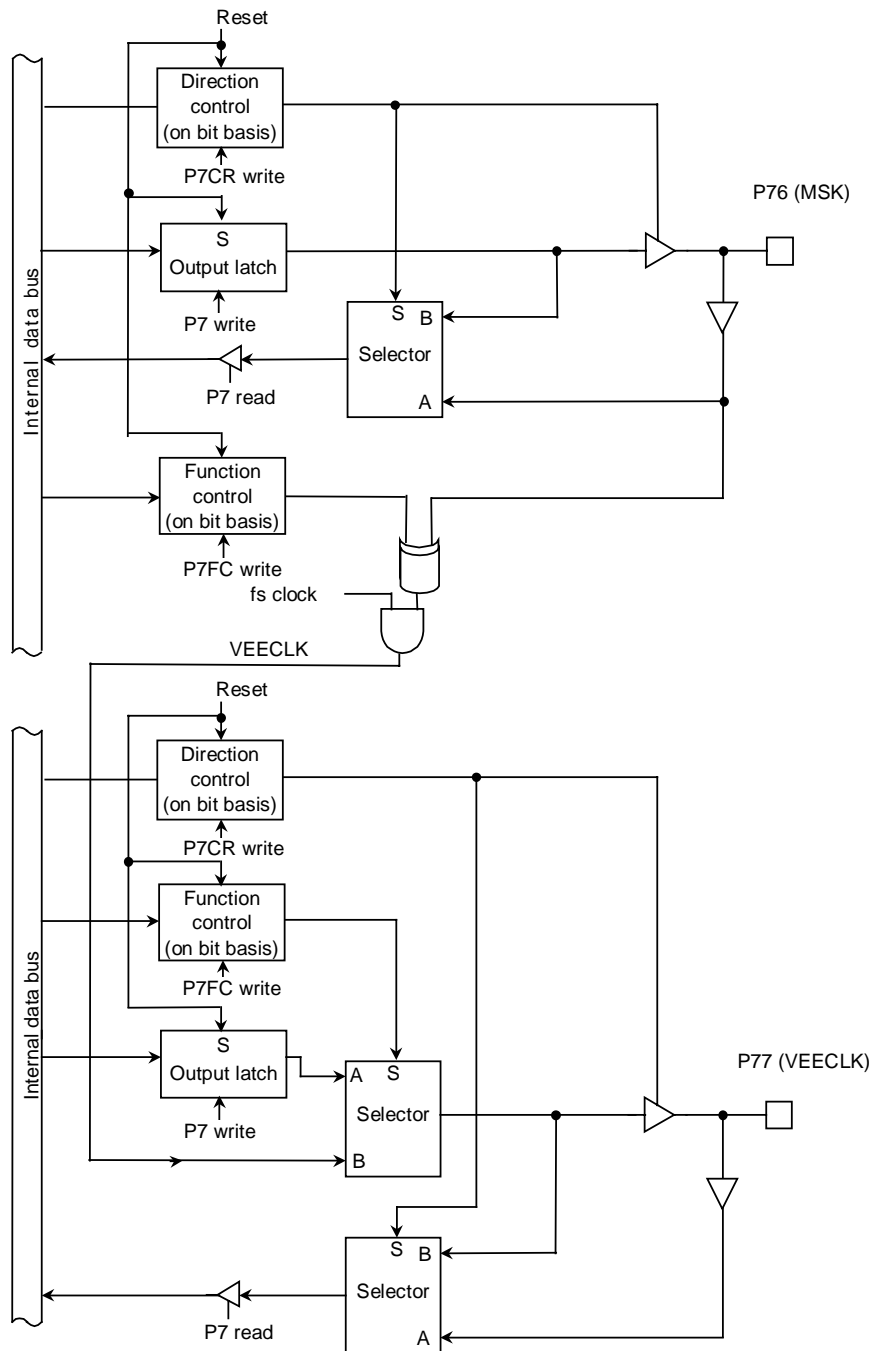 Reset
Direction
control
(on bit basis)
P7CR write
P76 (MSK)
S
Output latch
P7 write
S
B
Selector
A
P7 read
Internal data bus
Function
control
(on bit basis)
P7FC write
fs clock
VEECLK
Reset
Direction
control
(on bit basis)
P7CR write
Function
control
(on bit basis)
P7FC write
Internal data bus
S
Output latch
P7 write
A
S
Selector
B
P77 (VEECLK)
S
B
Selector
A
P7 read